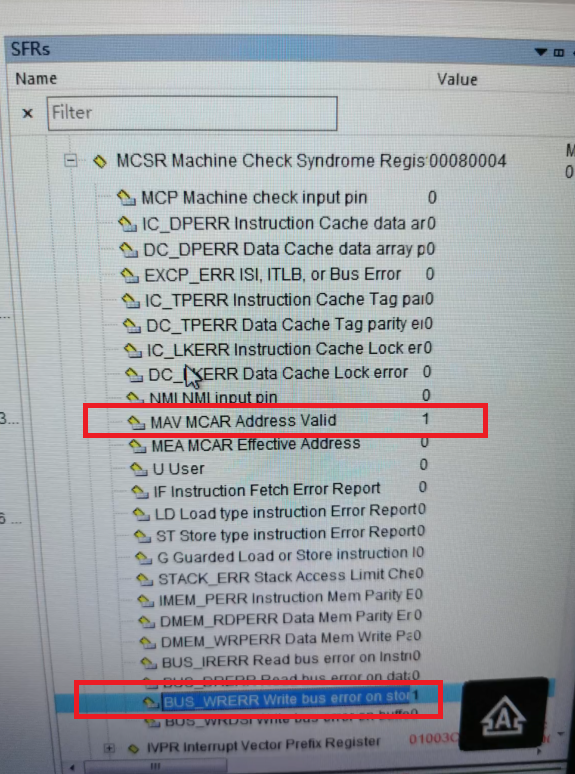 SFRs
Name Value
Filter
MCSR Machine Check Syndrome Regis 00080004
MCP Machine check input pin 0
IC_DPERR Instruction Cache data ar 0
DC_DPERR Data Cache data array p 0
EXCP_ERR ISI, ITLB, or Bus Error 0
IC_TPERR Instruction Cache Tag pai 0
DC_TPERR Data Cache Tag parity er 0
IC_LKERR Instruction Cache Lock er 0
DC_LKERR Data Cache Lock error 0
NMI NMI input pin 0
MAV MCAR Address Valid 1
MEA MCAR Effective Address 0
U User 0
IF Instruction Fetch Error Report 0
LD Load type instruction Error Report 0
ST Store type instruction Error Report 0
G Guarded Load or Store instruction I 0
STACK_ERR Stack Access Limit Che 0
IMEM_PERR Instruction Mem Parity E 0
DMEM_RDPERR Data Mem Parity Er 0
DMEM_WRPERR Data Mem Write Pa 0
BUS_IRERR Read bus error on Instru 0
BUS_DRERR Read bus error on data 0
BUS_WRERR Write bus error on stor 1
BUS_WRDSI Write bus error on buffe 0
IVPR Interrupt Vector Prefix Register 01003C